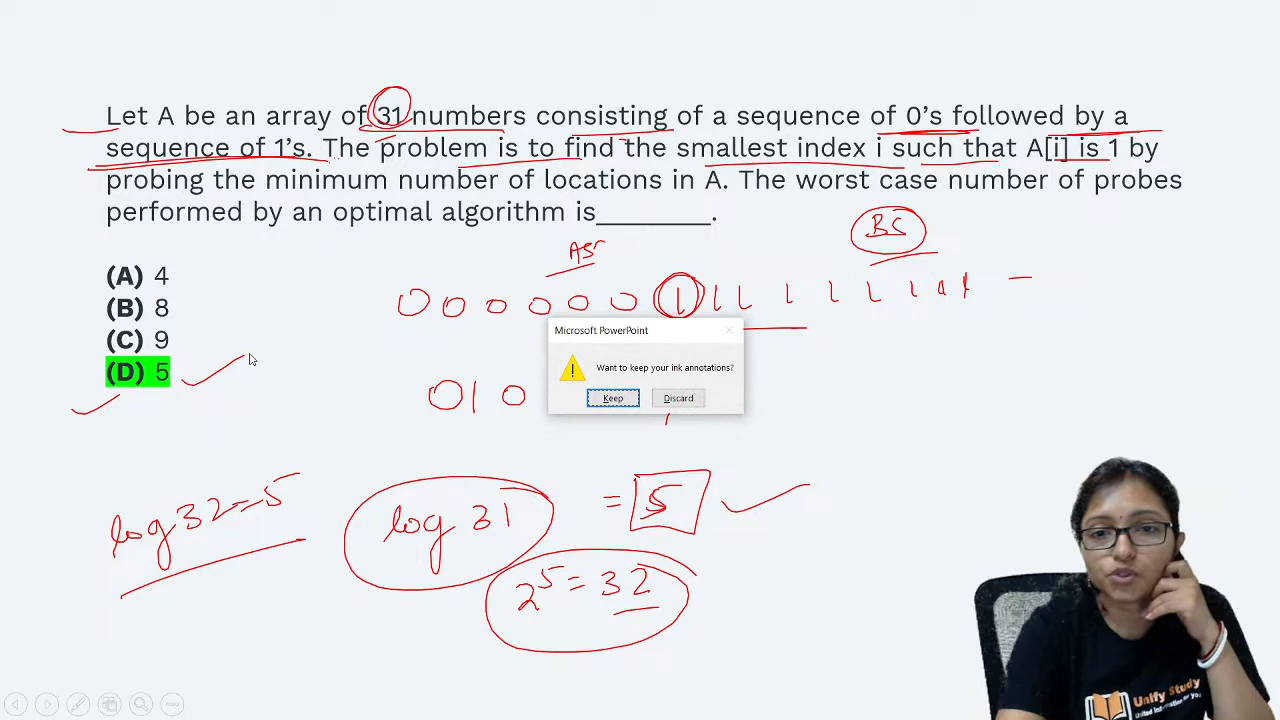 Let A be an array of 31 numbers consisting of a sequence of 0's followed by a
sequence of 1's. The problem is to find the smallest index i such that A[i] is 1 by
probing the minimum number of locations in A. The worst case number of probes
performed by an optimal algorithm is________.
BS
(A) 4
(B) 8
(C) 9
(D) 5
0 0 0 0 0 0 1 1 1 1 1 1 1 1 1 -
Microsoft PowerPoint
Want to keep your ink annotations?
Keep Discard
0 1 0
log 32=5
log 31 = 5
2^5 = 32
Unify Study